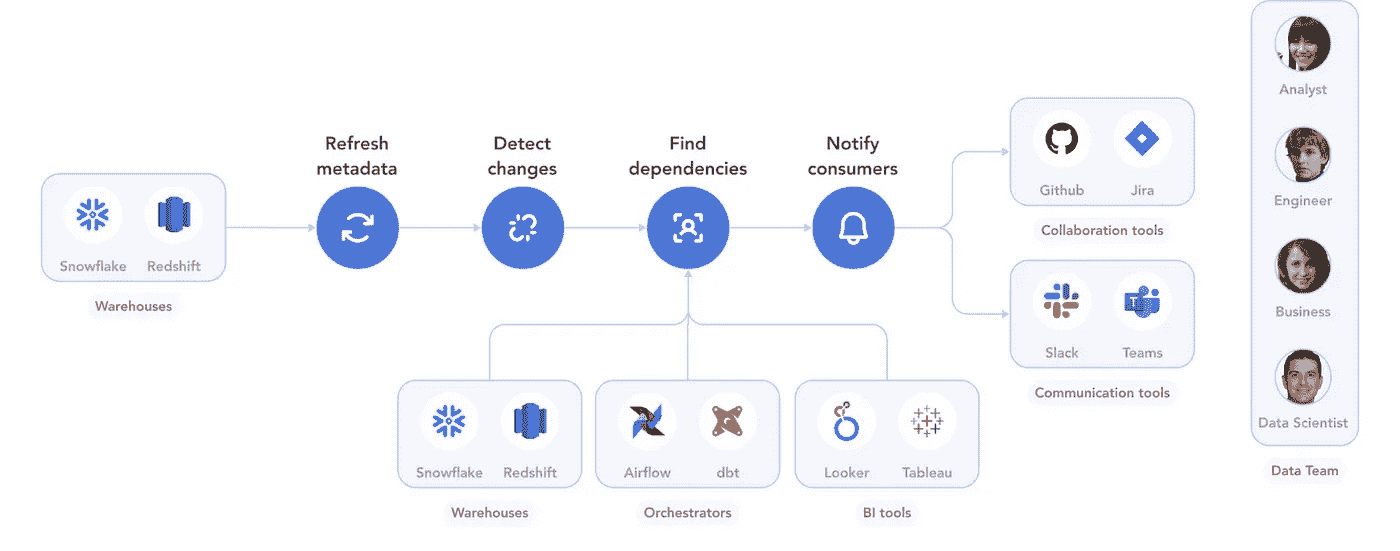 Refresh
metadata
Detect
changes
Find
dependencies
Notify
consumers
Snowflake
Redshift
Warehouses
Github
Jira
Collaboration tools
Slack
Teams
Communication tools
Snowflake
Redshift
Warehouses
Airflow
dbt
Orchestrators
Looker
Tableau
BI tools
Analyst
Engineer
Business
Data Scientist
Data Team